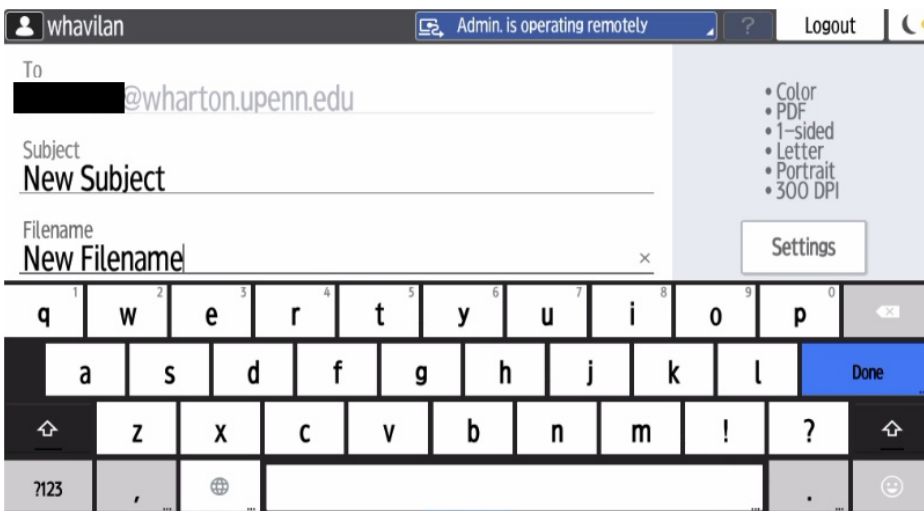 whavilan
Admin. is operating remotely
?
Logout
To
@wharton.upenn.edu
Subject
New Subject
Filename
New Filename
×
• Color
• PDF
• 1-sided
• Letter
• Portrait
• 300 DPI
Settings
q 1 w 2 e 3 r 4 t 5 y 6 u 7 i 8 o 9 p 0
a s d f g h j k l Done
z x c v b n m ! ?
?123 , .